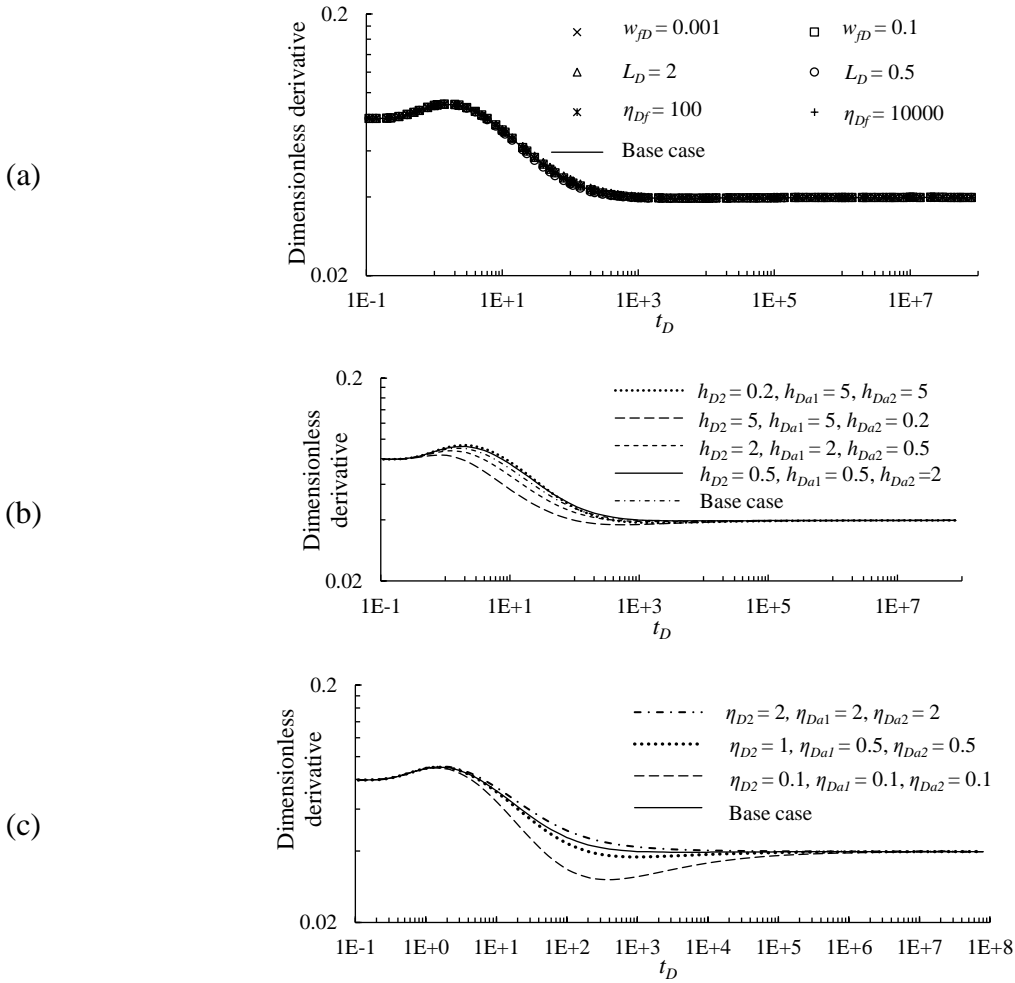 (a)
Dimensionless derivative
0.2
0.02
w_fD = 0.001
w_fD = 0.1
L_D = 2
L_D = 0.5
η_Df = 100
η_Df = 10000
Base case
1E-1 1E+1 1E+3 1E+5 1E+7
t_D
(b)
Dimensionless
derivative
0.2
0.02
h_D2 = 0.2, h_Da1 = 5, h_Da2 = 5
h_D2 = 5, h_Da1 = 5, h_Da2 = 0.2
h_D2 = 2, h_Da1 = 2, h_Da2 = 0.5
h_D2 = 0.5, h_Da1 = 0.5, h_Da2 =2
Base case
1E-1 1E+1 1E+3 1E+5 1E+7
t_D
(c)
Dimensionless
derivative
0.2
0.02
η_D2 = 2, η_Da1 = 2, η_Da2 = 2
η_D2 = 1, η_Da1 = 0.5, η_Da2 = 0.5
η_D2 = 0.1, η_Da1 = 0.1, η_Da2 = 0.1
Base case
1E-1 1E+0 1E+1 1E+2 1E+3 1E+4 1E+5 1E+6 1E+7 1E+8
t_D